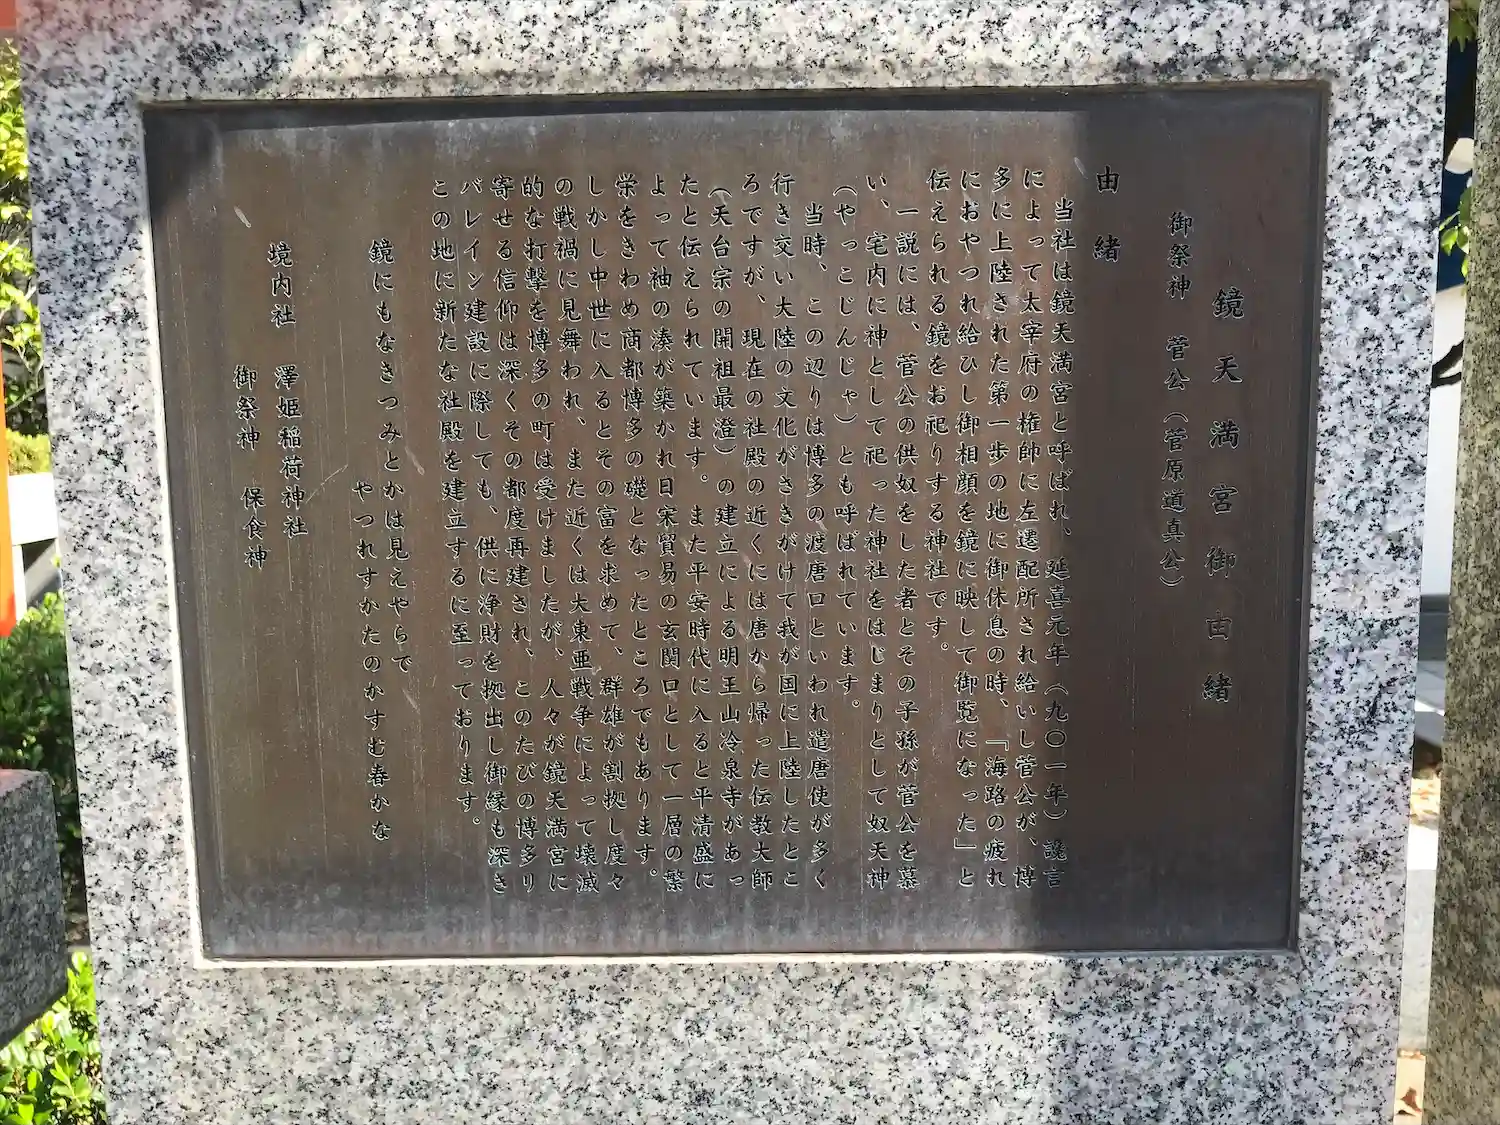 鏡天満宮御由緒
御祭神　菅公（菅原道真公）
由緒
当社は鏡天満宮と呼ばれ、延喜元年（九〇一年）讒言
によって太宰府の権帥に左遷配所され給いし菅公が、博
多に上陸された第一歩の地に御休息の時、『海路の疲れ
におやつれ給ひし御相顔を鏡に映して御覧になった」と
伝えられる鏡をお祀りする神社です。
一説には、菅公の供奴をした者とその子孫が菅公を慕
い、宅内に神として祀った神社をはじまりとして奴天神
（やっこじんじゃ）とも呼ばれています。
当時、この辺りは博多の渡唐口といわれ遣唐使が多く
行き交い大陸の文化がさきがけて我が国に上陸したとこ
ろですが、現在の社殿の近くには唐から帰った伝教大師
（天台宗の開祖最澄）の建立による明王山冷泉寺があっ
たと伝えられています。また平安時代に入ると平清盛に
よって袖の湊が築かれ日宋貿易の玄関口として一層の繁
栄をきわめ商都博多の礎となったところでもあります。
しかし中世に入るとその富を求めて、群雄が割拠し度々
の戦禍に見舞われ、また近くは大東亜戦争によって壊滅
的な打撃を博多の町は受けましたが、人々が鏡天満宮に
寄せる信仰は深くその都度再建され、このたびの博多リ
バレイン建設に際しても、供に浄財を拠出し御縁も深き
この地に新たな社殿を建立するに至っております。
鏡にもなきつみとかは見えやらで
やつれすかたのかすむ春かな
境内社　澤姫稲荷神社
御祭神　保食神